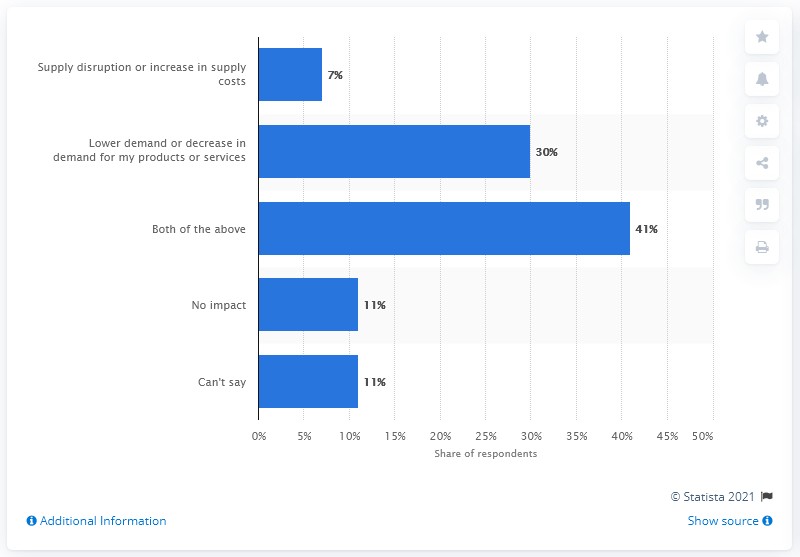 Supply disruption or increase in supply
costs
7%
Lower demand or decrease in
demand for my products or services
30%
Both of the above
41%
No impact
11%
Can't say
11%
0% 5% 10% 15% 20% 25% 30% 35% 40% 45% 50%
Share of respondents
© Statista 2021
Additional Information
Show source